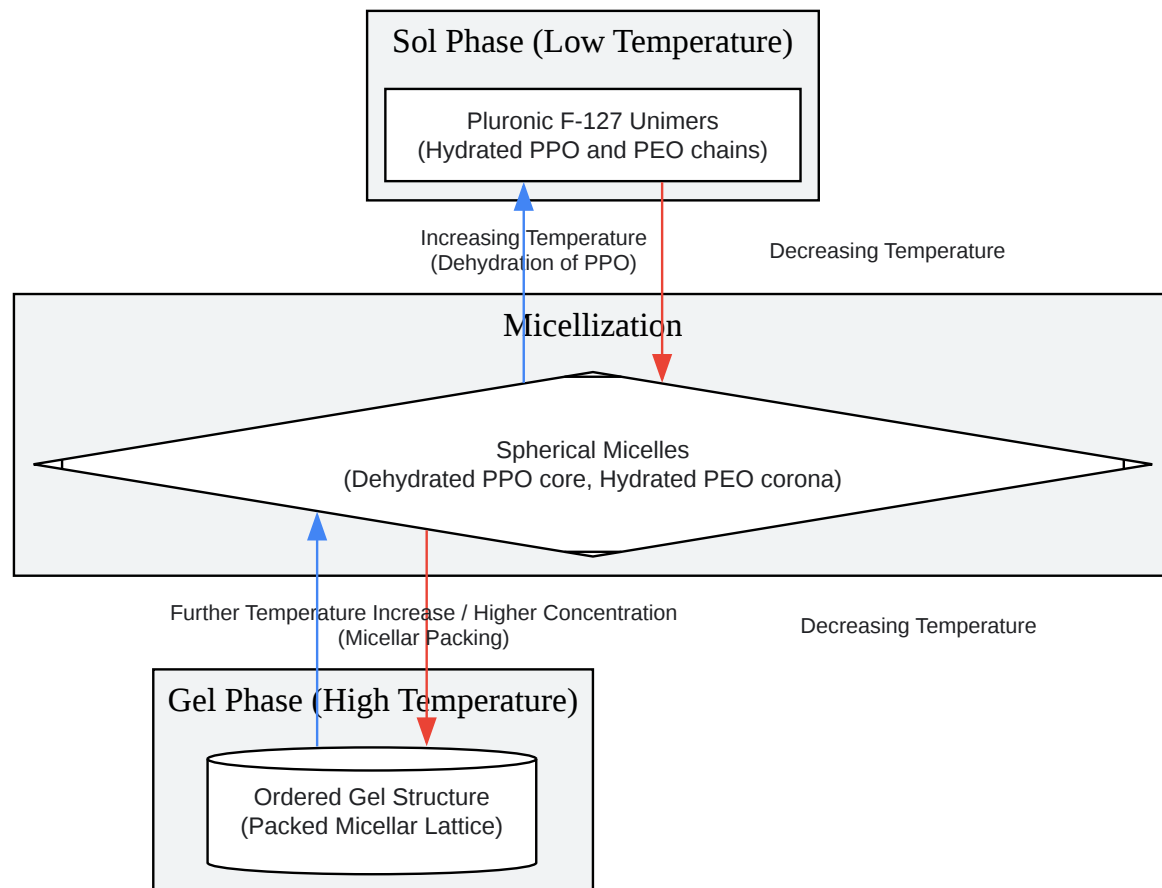 Sol Phase (Low Temperature)
Pluronic F-127 Unimers
(Hydrated PPO and PEO chains)
Increasing Temperature
(Dehydration of PPO)
Decreasing Temperature
Micellization
Spherical Micelles
(Dehydrated PPO core, Hydrated PEO corona)
Further Temperature Increase / Higher Concentration
(Micellar Packing)
Decreasing Temperature
Gel Phase (High Temperature)
Ordered Gel Structure
(Packed Micellar Lattice)